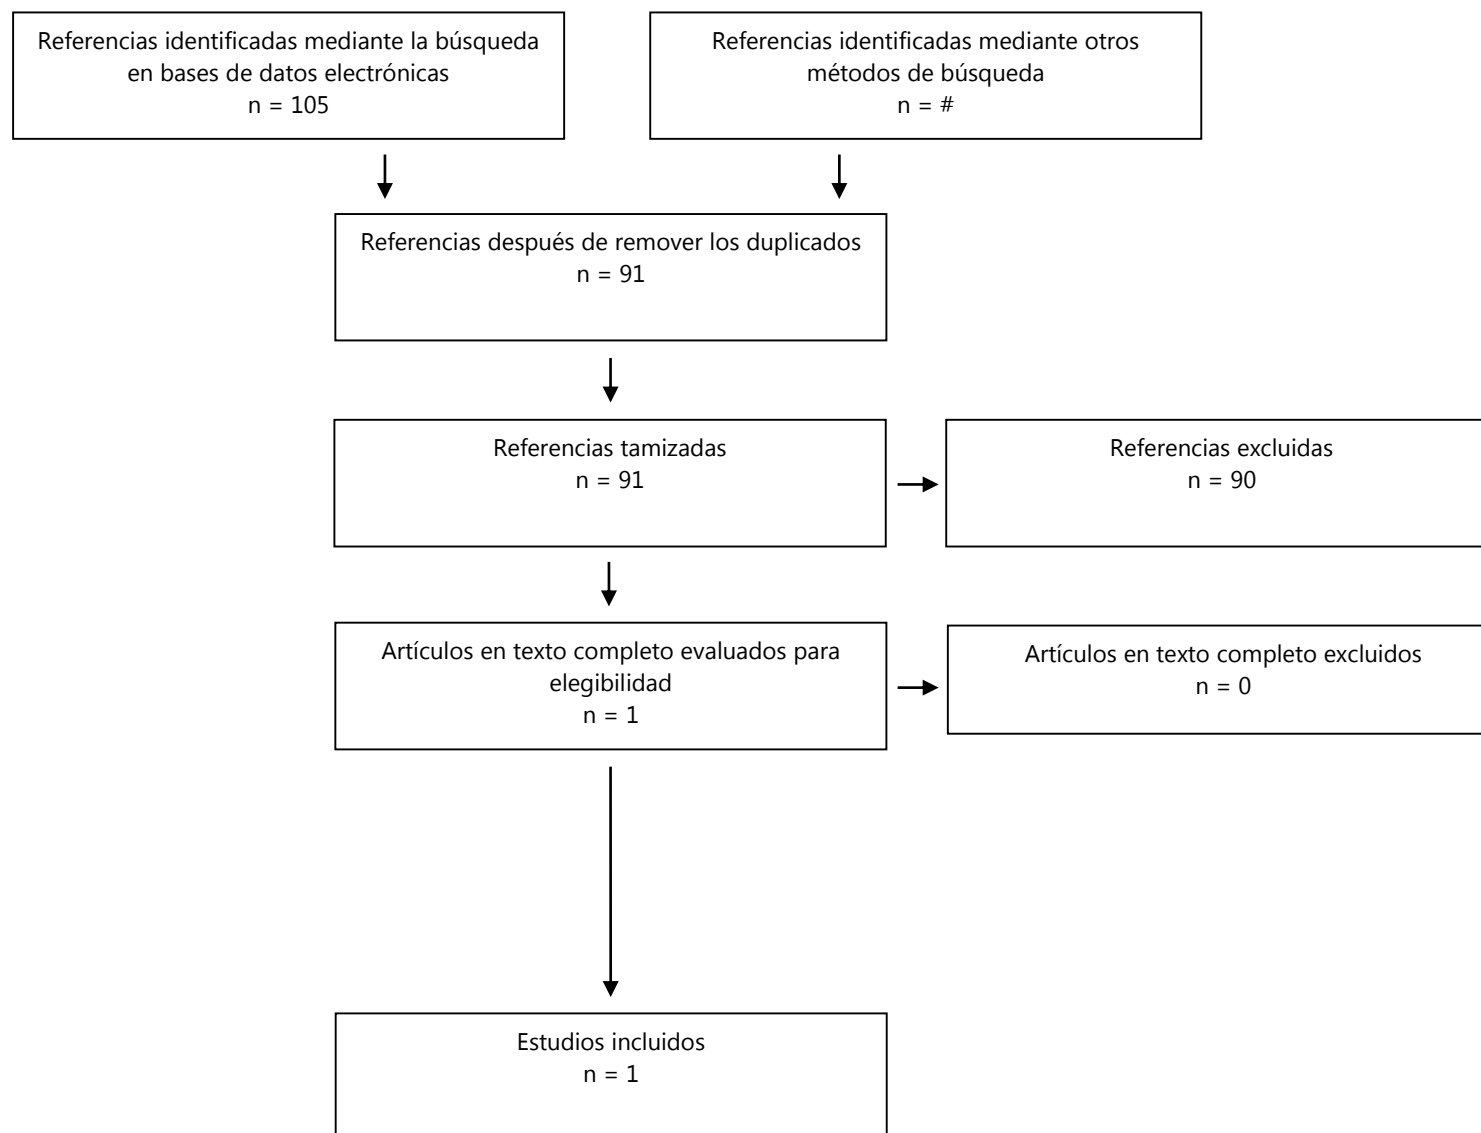 Referencias identificadas mediante la búsqueda
en bases de datos electrónicas
n = 105
Referencias identificadas mediante otros
métodos de búsqueda
n = #
Referencias después de remover los duplicados
n = 91
Referencias tamizadas
n = 91
Referencias excluidas
n = 90
Artículos en texto completo evaluados para
elegibilidad
n = 1
Artículos en texto completo excluidos
n = 0
Estudios incluidos
n = 1